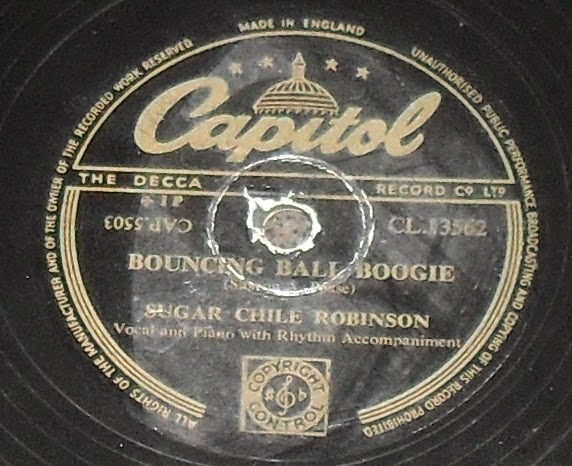 MADE IN ENGLAND
ALL RIGHTS OF THE MANUFACTURER AND OF THE OWNER OF THE RECORDED WORK RESERVED
UNAUTHORISED PUBLIC PERFORMANCE BROADCASTING AND COPYING OF THIS RECORD PROHIBITED
Capitol
THE DECCA RECORD CO LTD
CAP.5503 CL.13562
BOUNCING BALL BOOGIE
SUGAR CHILE ROBINSON
Vocal and Piano with Rhythm Accompaniment
COPYRIGHT
CONTROL